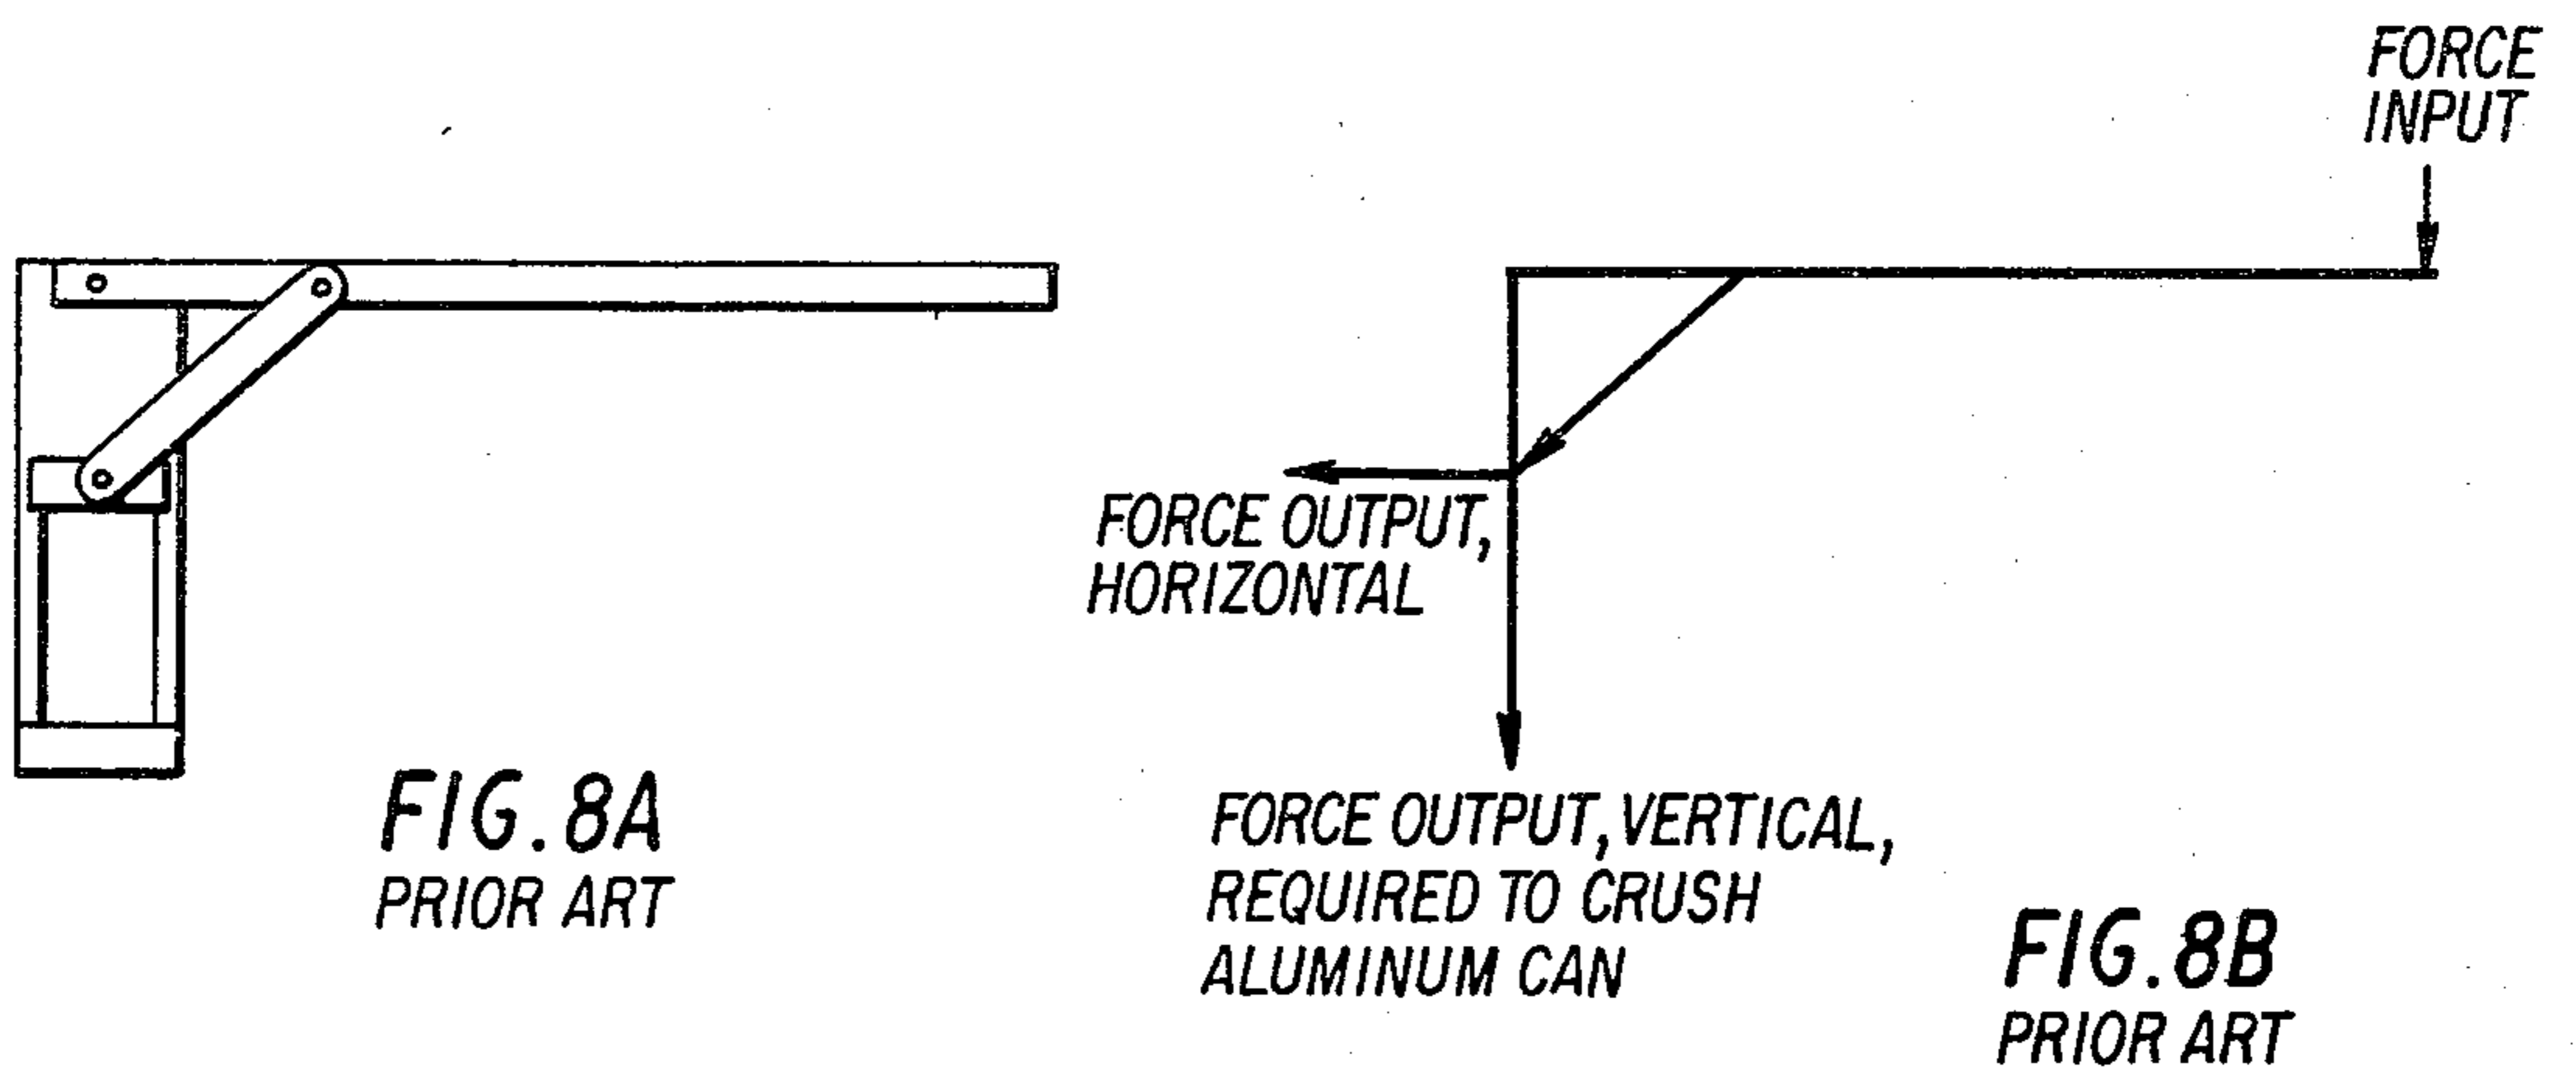 FORCE
INPUT
FORCE OUTPUT,
HORIZONTAL
FORCE OUTPUT, VERTICAL,
REQUIRED TO CRUSH
ALUMINUM CAN
FIG. 8A
PRIOR ART
FIG. 8B
PRIOR ART